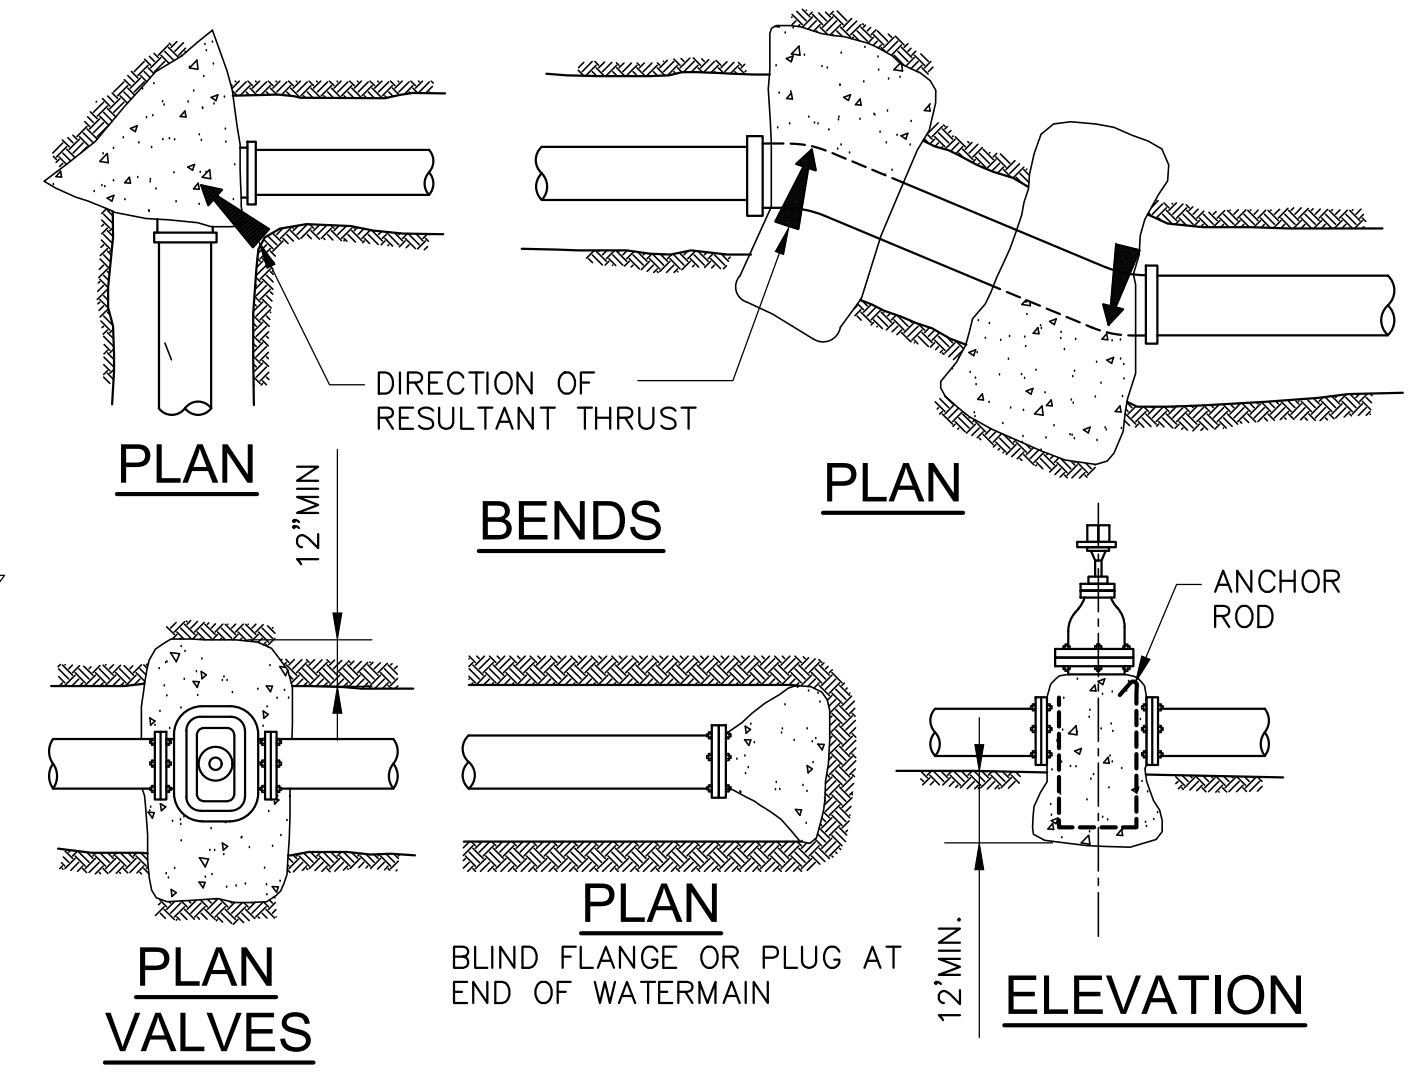 DIRECTION OF
RESULTANT THRUST
PLAN
PLAN
BENDS
12”MIN
ANCHOR
ROD
PLAN
VALVES
PLAN
BLIND FLANGE OR PLUG AT
END OF WATERMAIN
12'MIN.
ELEVATION